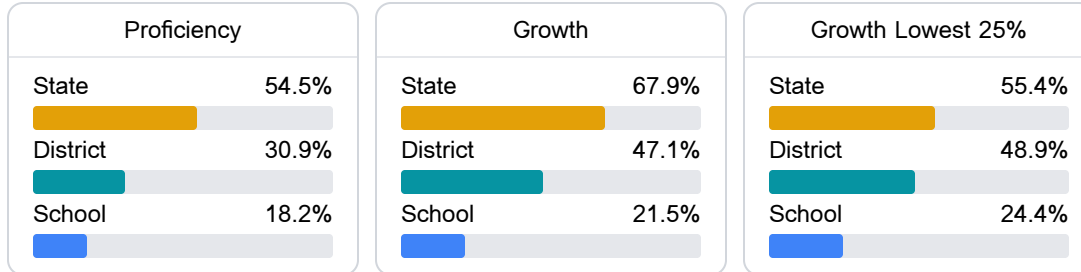 Proficiency
State 54.5%
District 30.9%
School 18.2%
Growth
State 67.9%
District 47.1%
School 21.5%
Growth Lowest 25%
State 55.4%
District 48.9%
School 24.4%